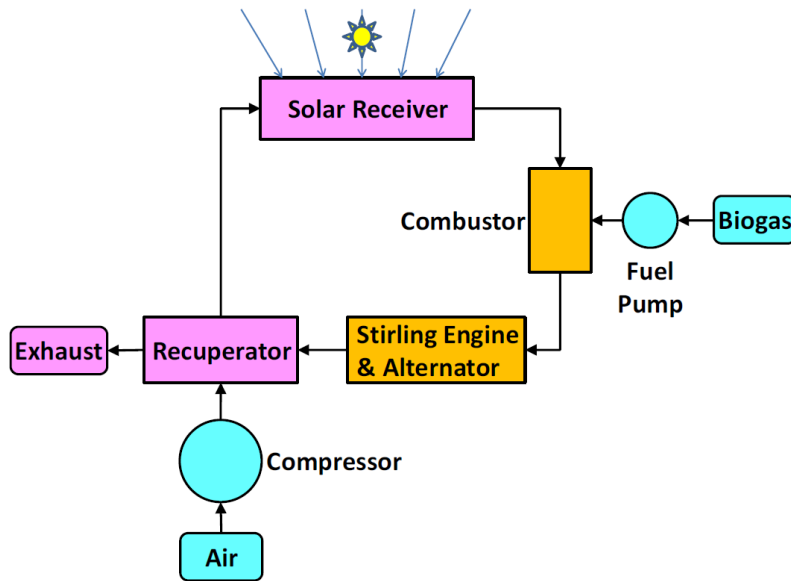 Solar Receiver
Combustor
Biogas
Fuel
Pump
Exhaust
Recuperator
Stirling Engine
& Alternator
Compressor
Air